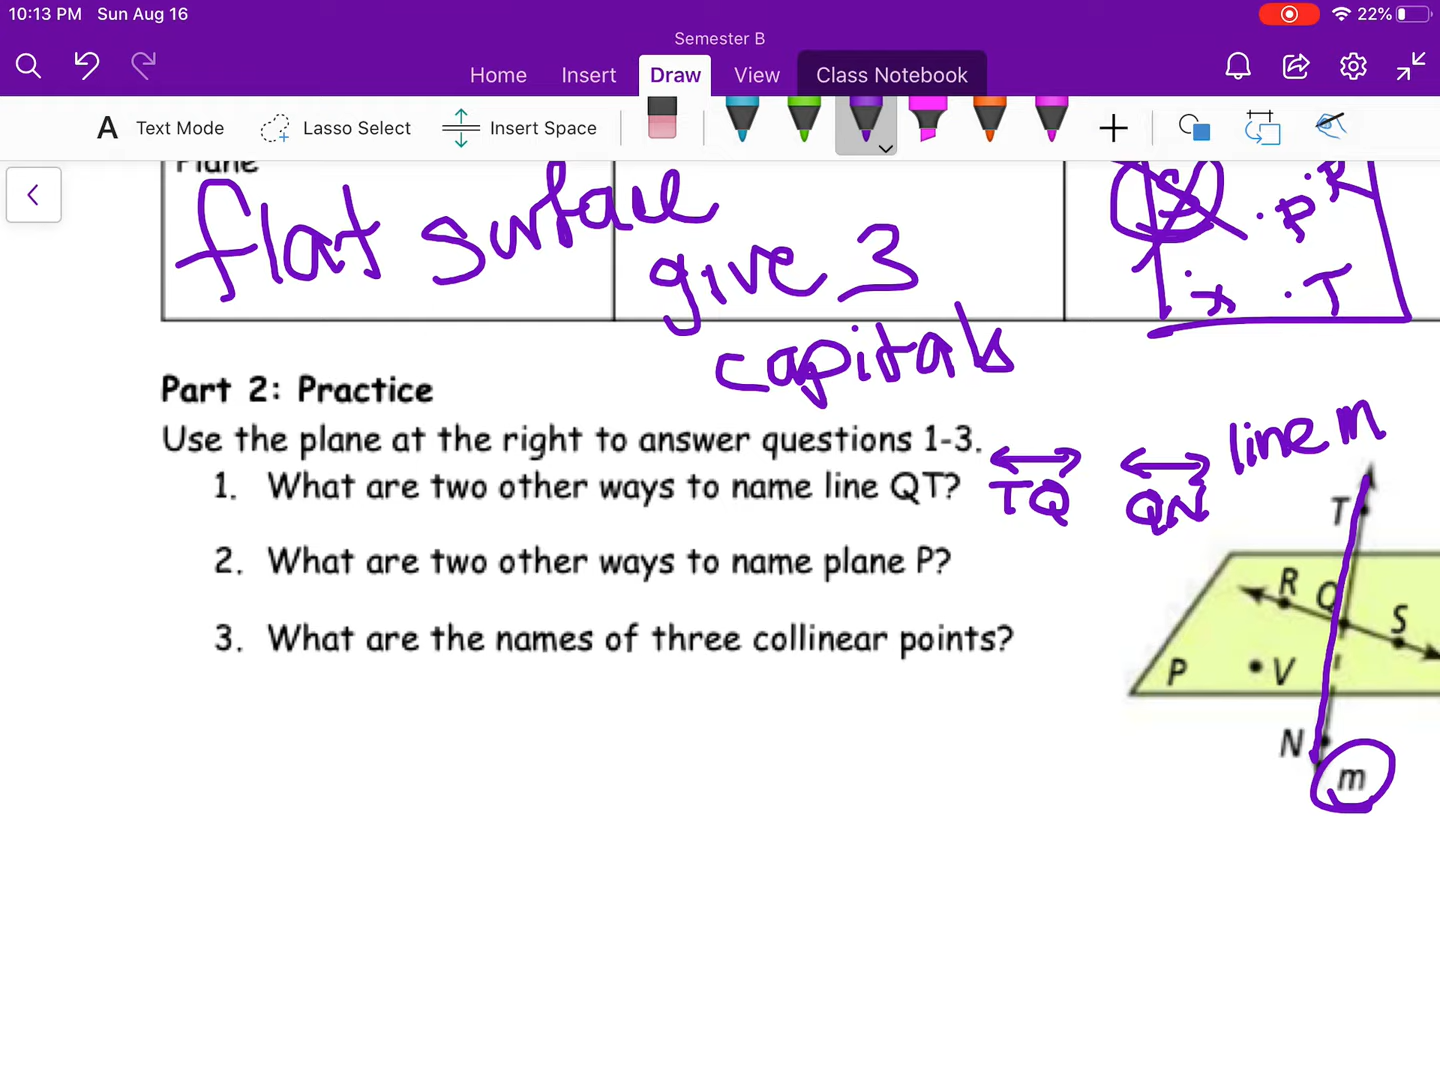 10:13 PM Sun Aug 16
22%
Semester B
Home Insert Draw View Class Notebook
A Text Mode Lasso Select Insert Space
Plane
flat surface
give 3
capitals
S
R
P
x
T
Part 2: Practice
Use the plane at the right to answer questions 1-3.
1. What are two other ways to name line QT?
TQ QN line m
2. What are two other ways to name plane P?
3. What are the names of three collinear points?
T
R Q S
P V
N
m